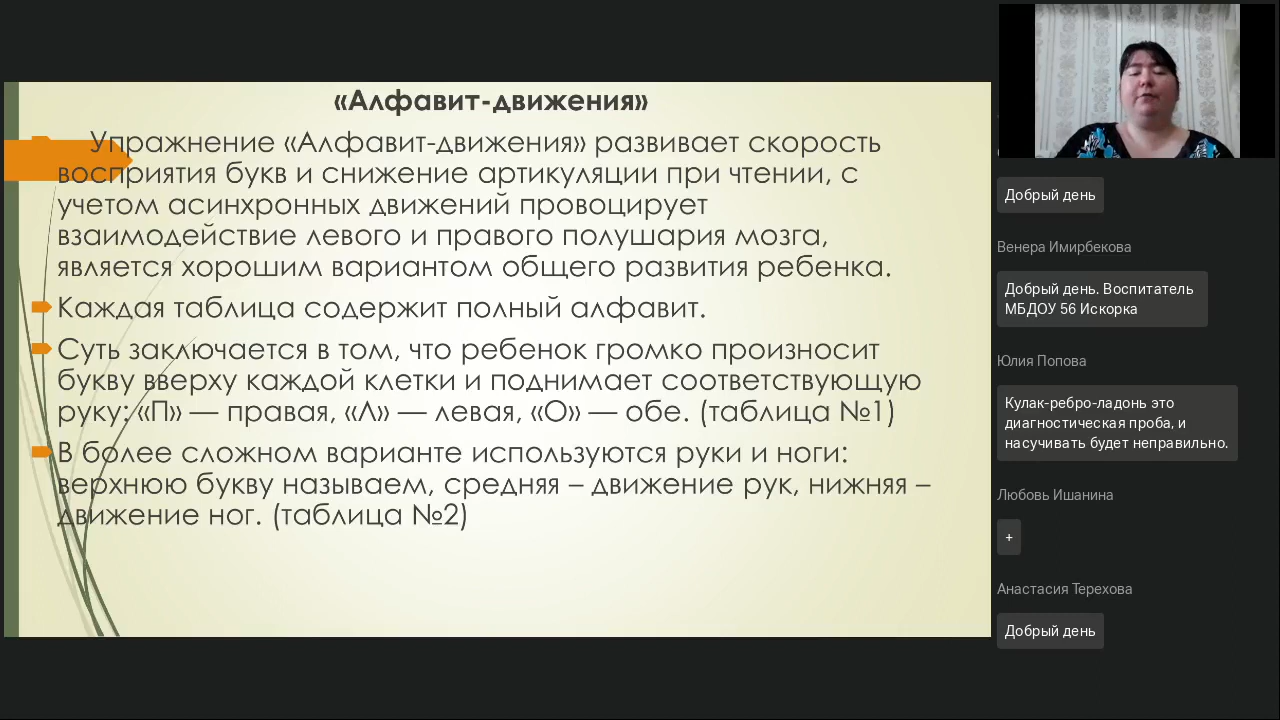 «Алфавит-движения»
Упражнение «Алфавит-движения» развивает скорость
восприятия букв и снижение артикуляции при чтении, с
учетом асинхронных движений провоцирует
взаимодействие левого и правого полушария мозга,
является хорошим вариантом общего развития ребенка.
Каждая таблица содержит полный алфавит.
Суть заключается в том, что ребенок громко произносит
букву вверху каждой клетки и поднимает соответствующую
руку: «П» — правая, «Л» — левая, «О» — обе. (таблица №1)
В более сложном варианте используются руки и ноги:
верхнюю букву называем, средняя – движение рук, нижняя –
движение ног. (таблица №2)
Добрый день
Венера Имирбекова
Добрый день. Воспитатель
МБДОУ 56 Искорка
Юлия Попова
Кулак-ребро-ладонь это
диагностическая проба, и
насучивать будет неправильно.
Любовь Ишанина
+
Анастасия Терехова
Добрый день